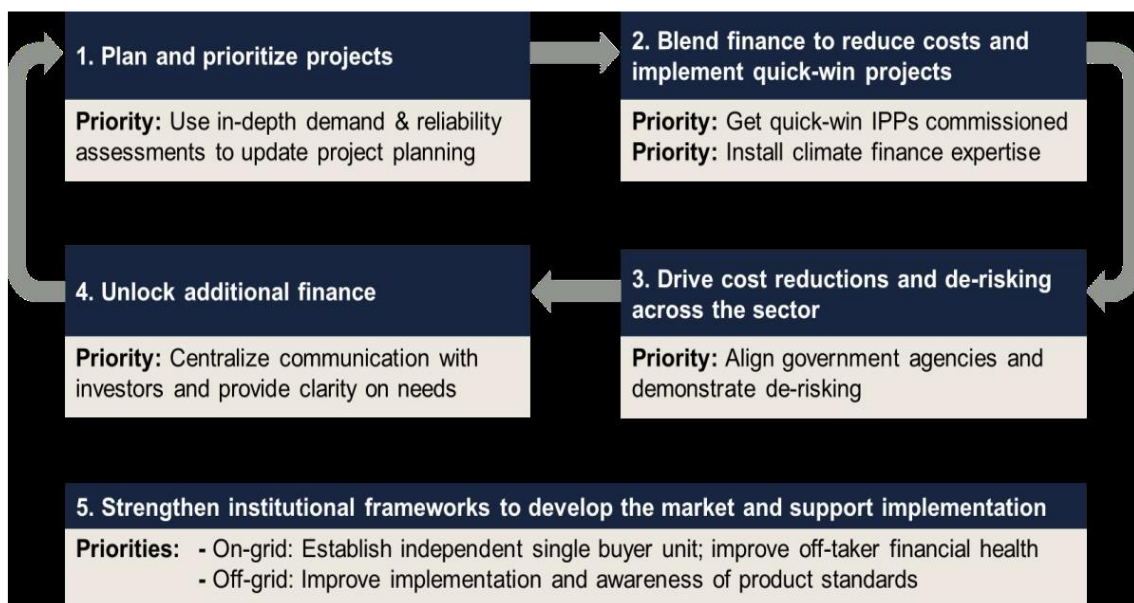 1. Plan and prioritize projects
Priority: Use in-depth demand & reliability
assessments to update project planning
2. Blend finance to reduce costs and
implement quick-win projects
Priority: Get quick-win IPPs commissioned
Priority: Install climate finance expertise
3. Drive cost reductions and de-risking
across the sector
Priority: Align government agencies and
demonstrate de-risking
4. Unlock additional finance
Priority: Centralize communication with
investors and provide clarity on needs
5. Strengthen institutional frameworks to develop the market and support implementation
Priorities: - On-grid: Establish independent single buyer unit; improve off-taker financial health
- Off-grid: Improve implementation and awareness of product standards